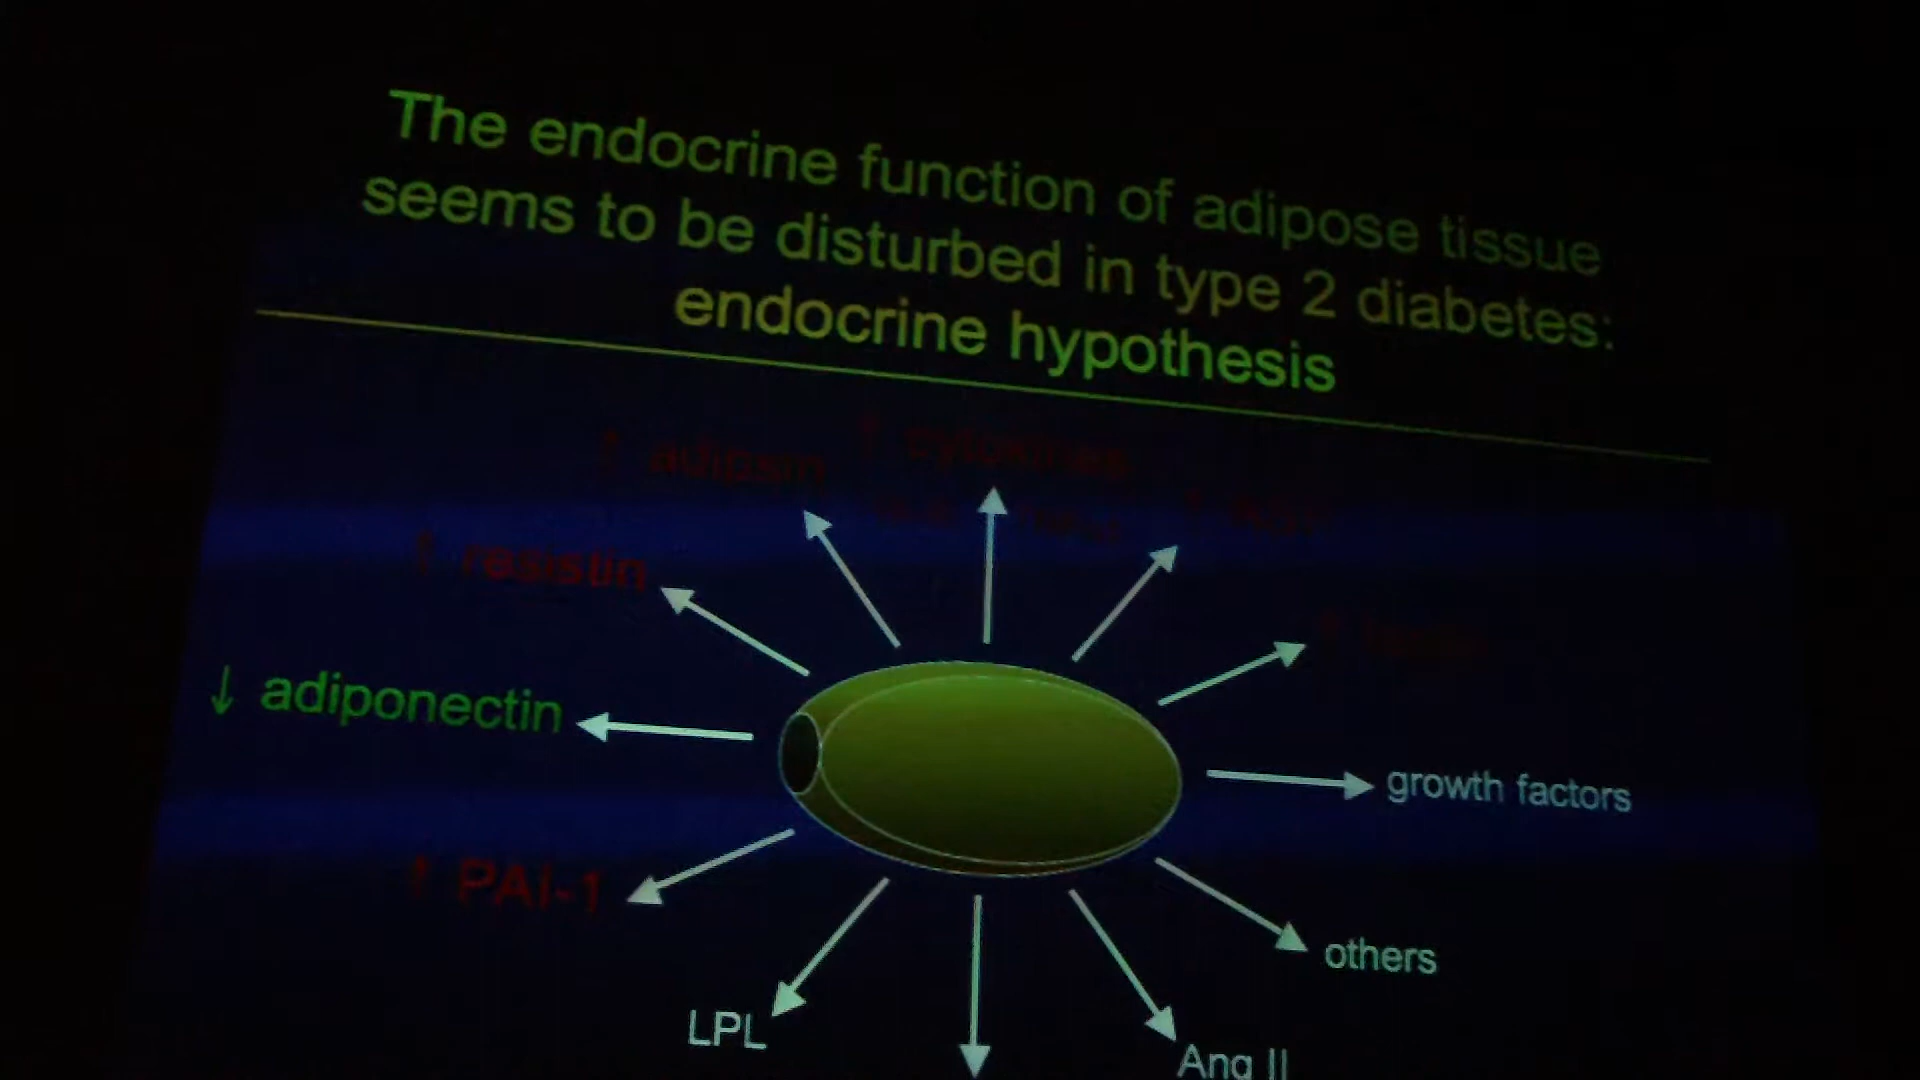 The endocrine function of adipose tissue
seems to be disturbed in type 2 diabetes:
endocrine hypothesis
↑ adipsin
↑ cytokines
↑ resistin
↓ adiponectin
growth factors
↑ PAI-1
others
LPL
Ang II